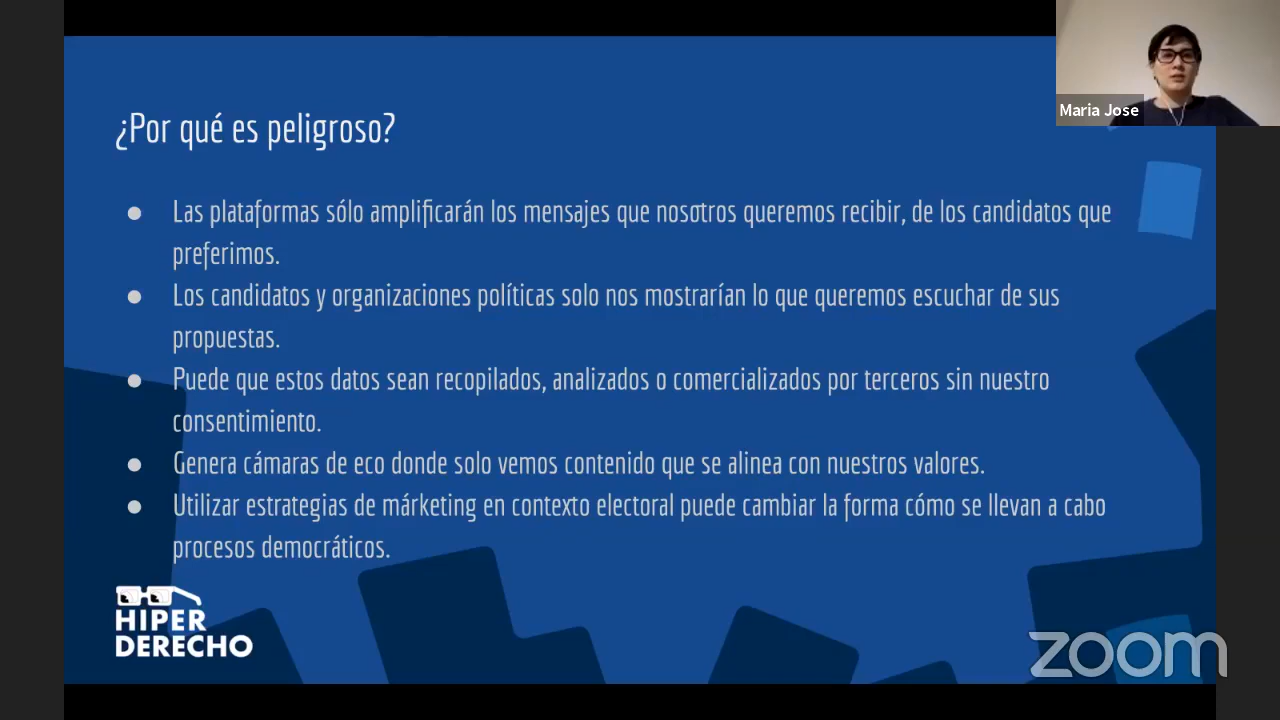 Maria Jose
¿Por qué es peligroso?
● Las plataformas sólo amplificarán los mensajes que nosotros queremos recibir, de los candidatos que
preferimos.
● Los candidatos y organizaciones políticas solo nos mostrarían lo que queremos escuchar de sus
propuestas.
● Puede que estos datos sean recopilados, analizados o comercializados por terceros sin nuestro
consentimiento.
● Genera cámaras de eco donde solo vemos contenido que se alinea con nuestros valores.
● Utilizar estrategias de márketing en contexto electoral puede cambiar la forma cómo se llevan a cabo
procesos democráticos.
HIPER
DERECHO
zoom